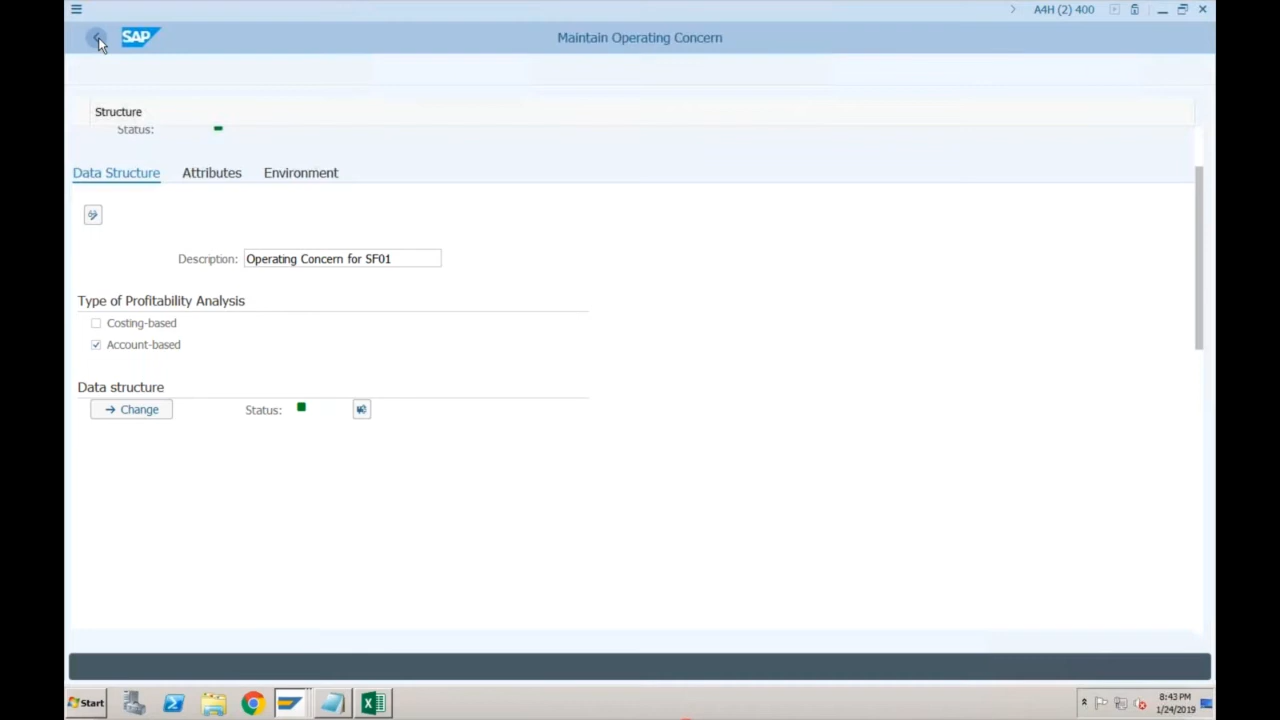 A4H (2) 400
SAP
Maintain Operating Concern
Structure
Status:
Data Structure
Attributes
Environment
Description:
Operating Concern for SF01
Type of Profitability Analysis
Costing-based
Account-based
Data structure
Change
Status:
Start
8:43 PM
1/24/2019